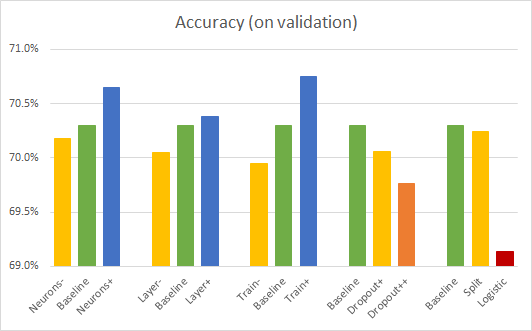 Accuracy (on validation)
71.0%
70.5%
70.0%
69.5%
69.0%
Neurons-
Baseline
Neurons+
Layer-
Baseline
Layer+
Train-
Baseline
Train+
Baseline
Dropout+
Dropout++
Baseline
Split
Logistic